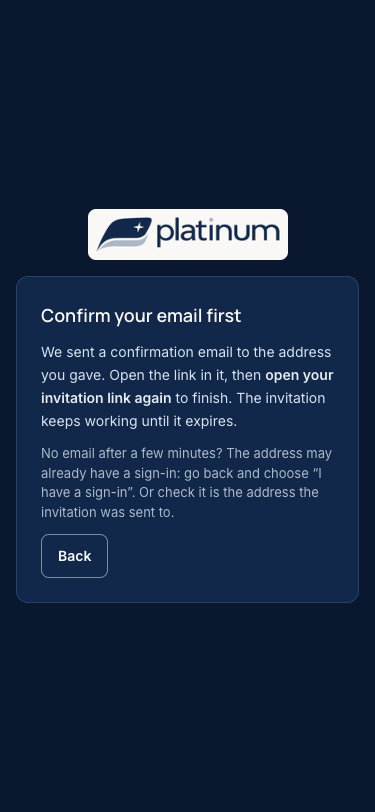 platinum
Confirm your email first
We sent a confirmation email to the address
you gave. Open the link in it, then open your
invitation link again to finish. The invitation
keeps working until it expires.
No email after a few minutes? The address may
already have a sign-in: go back and choose “I
have a sign-in”. Or check it is the address the
invitation was sent to.
Back